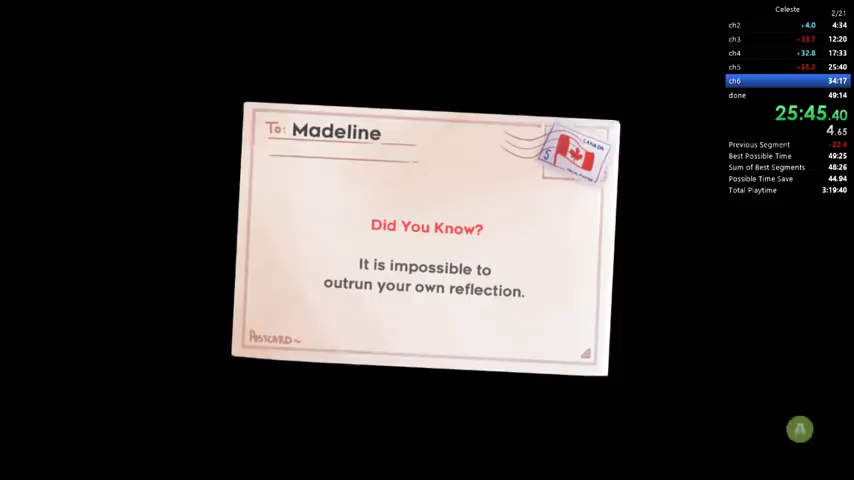 Celeste
2/21
ch2 +4.0 4:34
ch3 -33.7 12:20
ch4 +32.8 17:33
ch5 -55.2 25:40
ch6 34:17
done 49:14
25:45.40
4.65
Previous Segment -22.4
Best Possible Time 49:25
Sum of Best Segments 48:26
Possible Time Save 44.94
Total Playtime 3:19:40
To: Madeline
CANADA
5
Did You Know?
It is impossible to
outrun your own reflection.
POSTCARD~